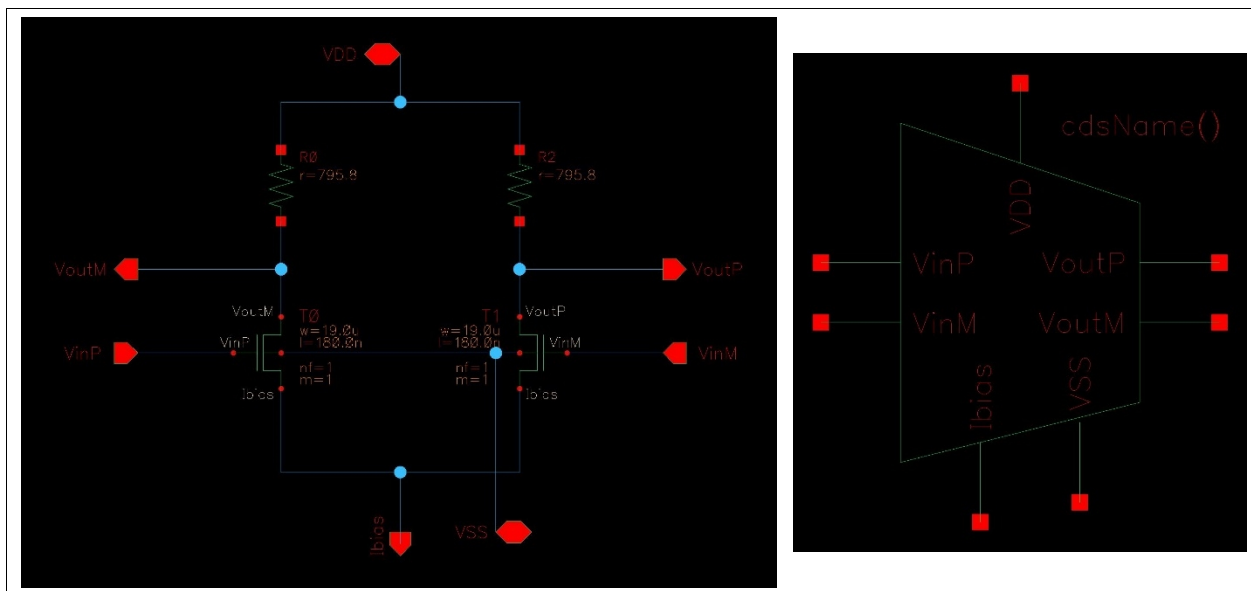 VDD
R0
r=795.8
R2
r=795.8
VoutM
VoutP
VoutM
T0
w=19.0u
l=180.0n
nf=1
m=1
T1
w=19.0u
l=180.0n
nf=1
m=1
VoutP
VinP
VinP
VinM
VinM
Ibias
Ibias
Ibias
VSS
cdsName()
VDD
VinP
VoutP
VinM
VoutM
Ibias
VSS